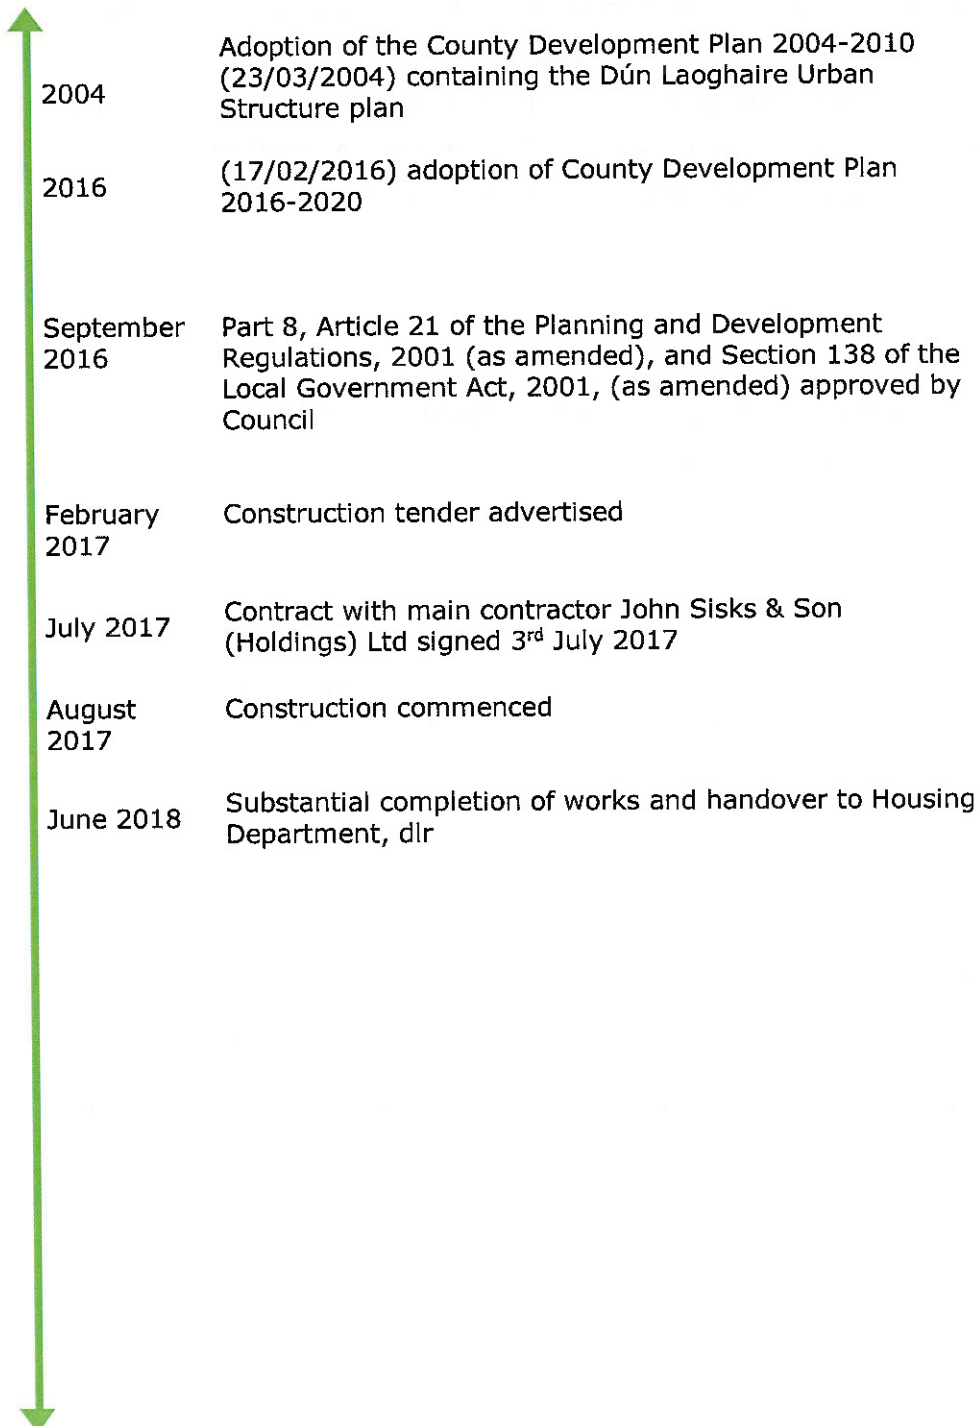 2004
Adoption of the County Development Plan 2004-2010
(23/03/2004) containing the Dún Laoghaire Urban
Structure plan
2016
(17/02/2016) adoption of County Development Plan
2016-2020
September
2016
Part 8, Article 21 of the Planning and Development
Regulations, 2001 (as amended), and Section 138 of the
Local Government Act, 2001, (as amended) approved by
Council
February
2017
Construction tender advertised
July 2017
Contract with main contractor John Sisks & Son
(Holdings) Ltd signed 3rd July 2017
August
2017
Construction commenced
June 2018
Substantial completion of works and handover to Housing
Department, dlr